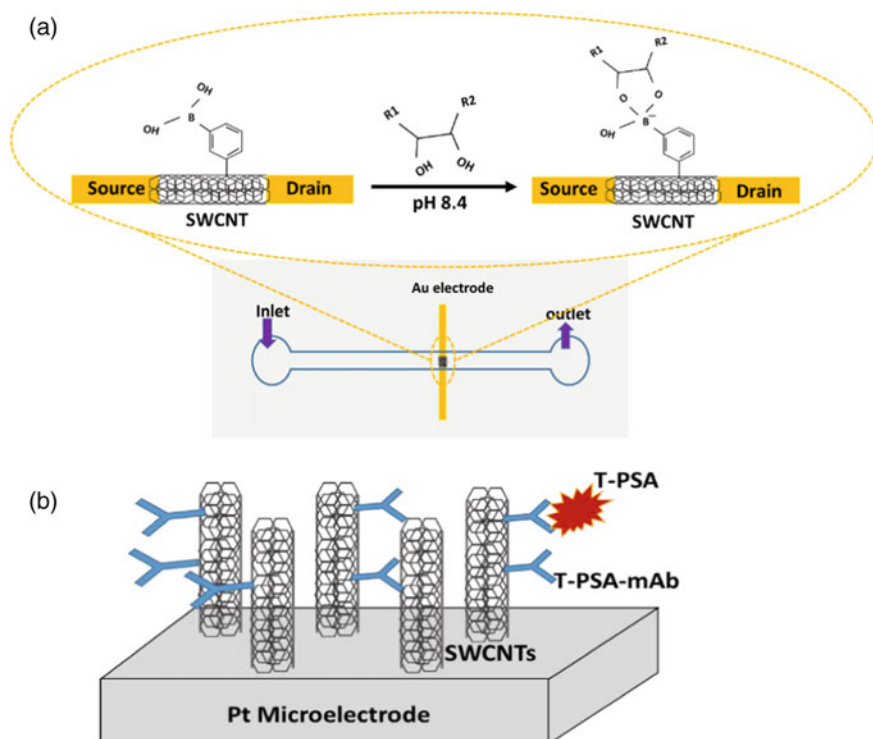 (a)
OH
B
OH
R1
R2
OH
OH
pH 8.4
R1
R2
O
O
B
−
OH
Source
Drain
SWCNT
Source
Drain
SWCNT
Au electrode
Inlet
outlet
(b)
T-PSA
T-PSA-mAb
SWCNTs
Pt Microelectrode